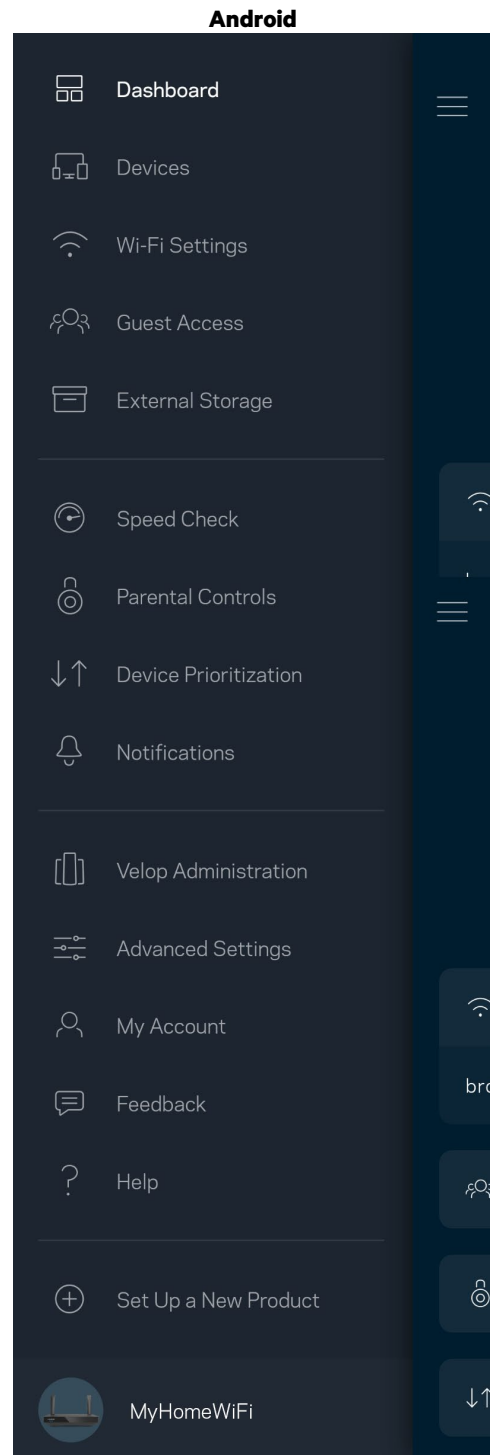 Android
Dashboard
Devices
Wi-Fi Settings
Guest Access
External Storage
Speed Check
Parental Controls
Device Prioritization
Notifications
Velop Administration
Advanced Settings
My Account
Feedback
Help
Set Up a New Product
MyHomeWiFi